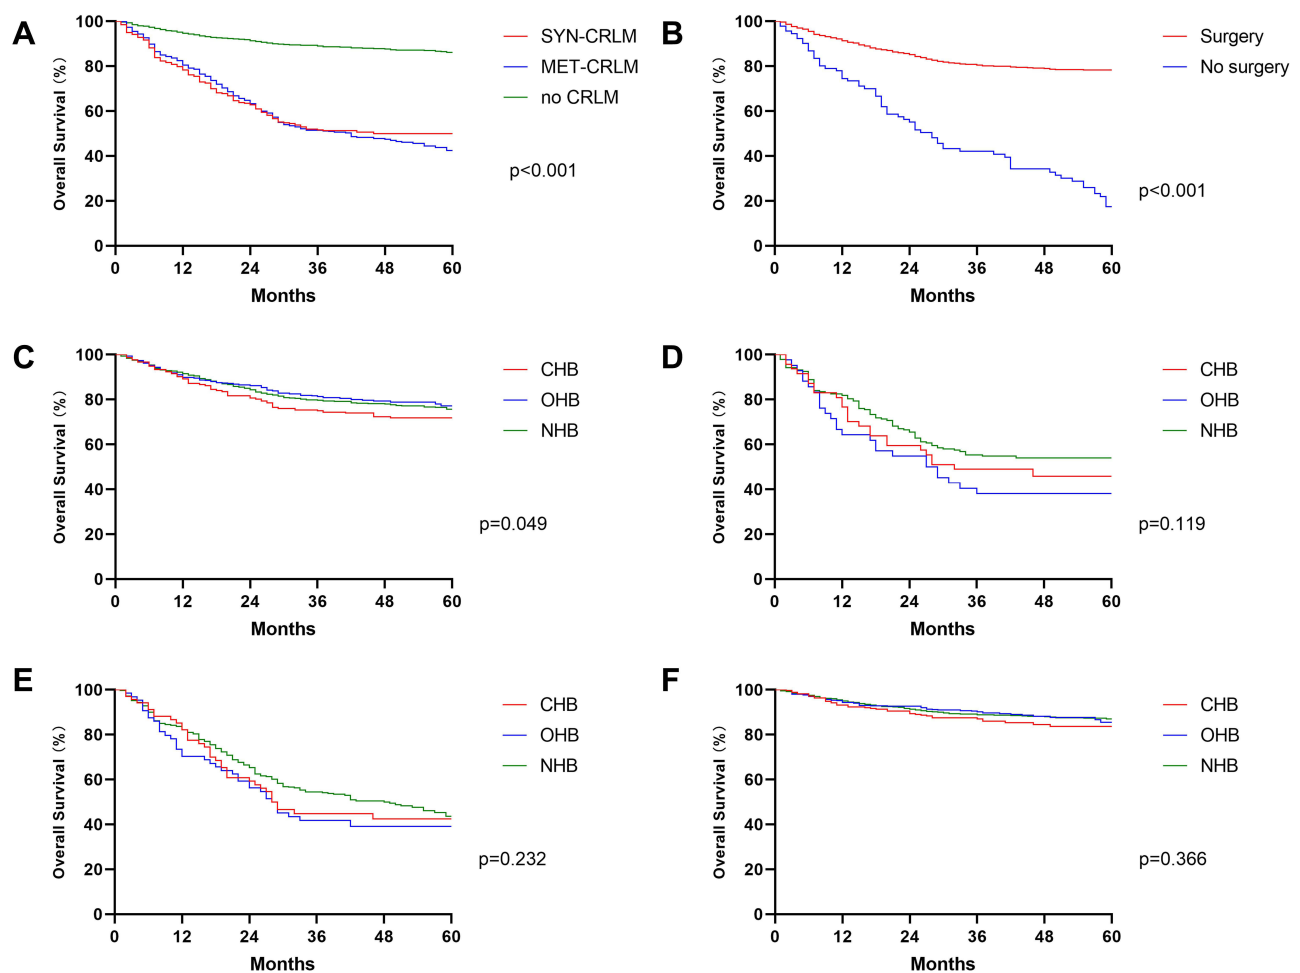 A
Overall Survival (%)
100
80
60
40
20
0
0 12 24 36 48 60
Months
SYN-CRLM
MET-CRLM
no CRLM
p<0.001
B
Overall Survival (%)
100
80
60
40
20
0
0 12 24 36 48 60
Months
Surgery
No surgery
p<0.001
C
Overall Survival (%)
100
80
60
40
20
0
0 12 24 36 48 60
Months
CHB
OHB
NHB
p=0.049
D
Overall Survival (%)
100
80
60
40
20
0
0 12 24 36 48 60
Months
CHB
OHB
NHB
p=0.119
E
Overall Survival (%)
100
80
60
40
20
0
0 12 24 36 48 60
Months
CHB
OHB
NHB
p=0.232
F
Overall Survival (%)
100
80
60
40
20
0
0 12 24 36 48 60
Months
CHB
OHB
NHB
p=0.366